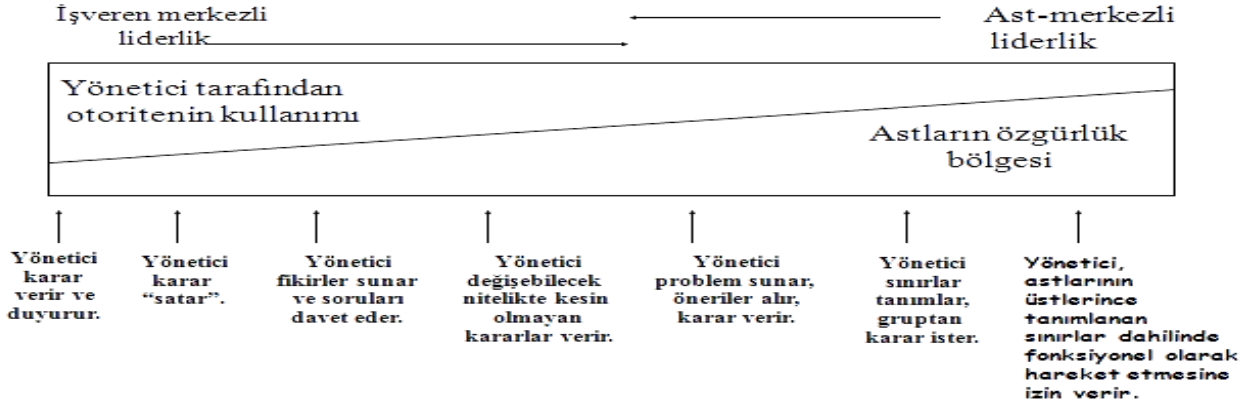 İşveren merkezli
liderlik
Ast-merkezli
liderlik
Yönetici tarafından
otoritenin kullanımı
Astların özgürlük
bölgesi
Yönetici
karar
verir ve
duyurur.
Yönetici
karar
“satar”.
Yönetici
fikirler sunar
ve soruları
davet eder.
Yönetici
değişebilecek
nitelikte kesin
olmayan
kararlar verir.
Yönetici
problem sunar,
öneriler alır,
karar verir.
Yönetici
sınırlar
tanımlar,
gruptan
karar ister.
Yönetici,
astlarının
üstlerince
tanımlanan
sınırlar dahilinde
fonksiyonel olarak
hareket etmesine
izin verir.